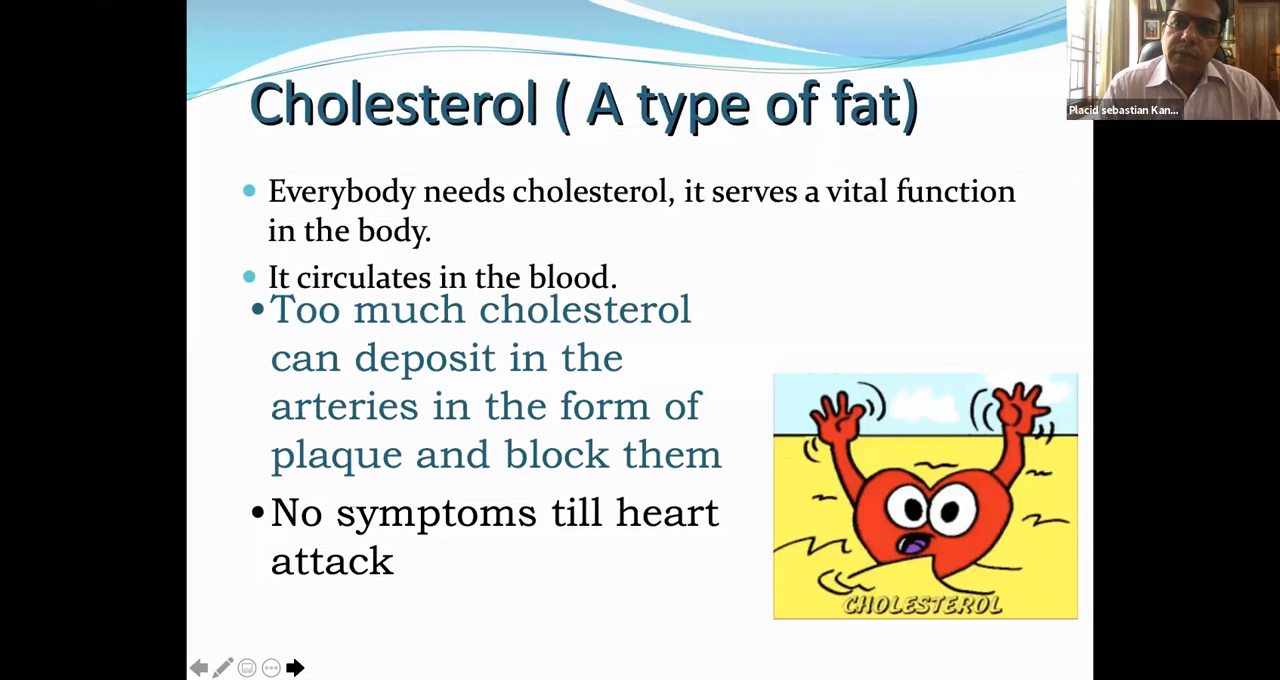 Cholesterol ( A type of fat)
Placid sebastian Kan...
• Everybody needs cholesterol, it serves a vital function
in the body.
• It circulates in the blood.
•Too much cholesterol
can deposit in the
arteries in the form of
plaque and block them
•No symptoms till heart
attack
CHOLESTEROL